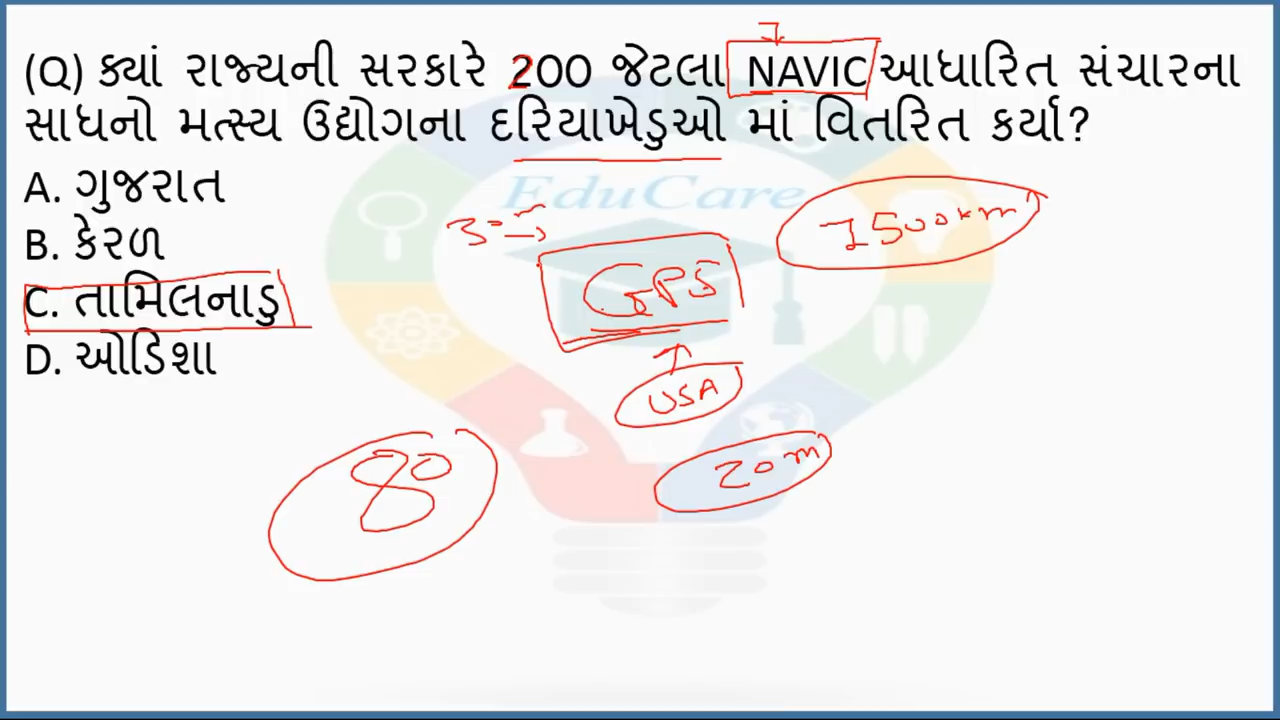 (Q) ક્યાં રાજ્યની સરકારે 200 જેટલા NAVIC આધારિત સંચારના
સાધનો મત્સ્ય ઉદ્યોગના દરિયાખેડુઓ માં વિતરિત કર્યા?
A. ગુજરાત
EduCare
1500km
B. કેરળ
GPS
C. તામિલનાડુ
D. ઓડિશા
USA
20m